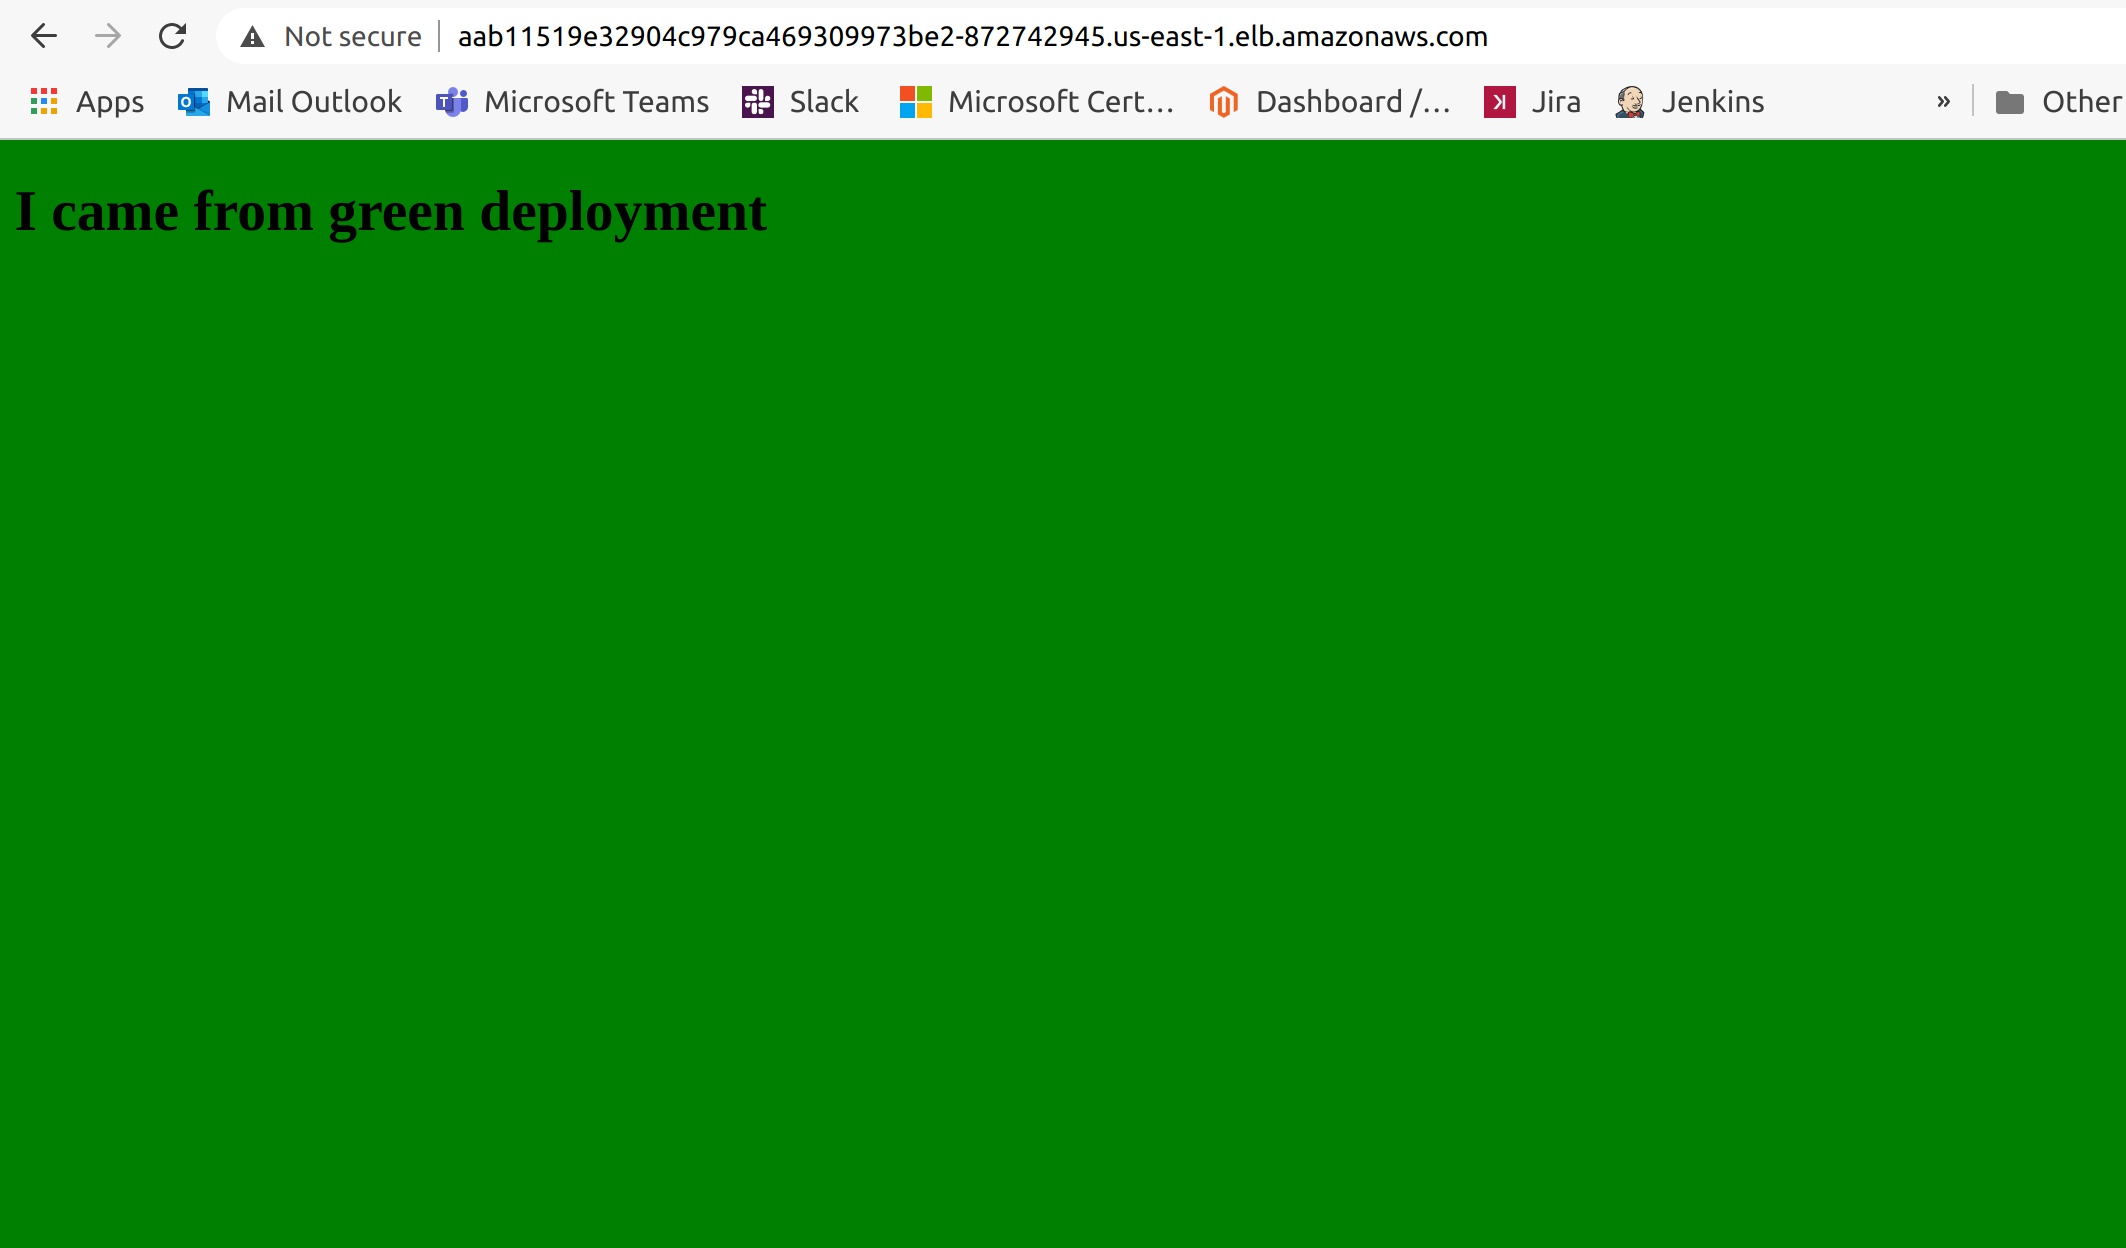 Not secure aab11519e32904c979ca469309973be2-872742945.us-east-1.elb.amazonaws.com
Apps Mail Outlook Microsoft Teams Slack Microsoft Cert... Dashboard /... Jira Jenkins » Other
I came from green deployment